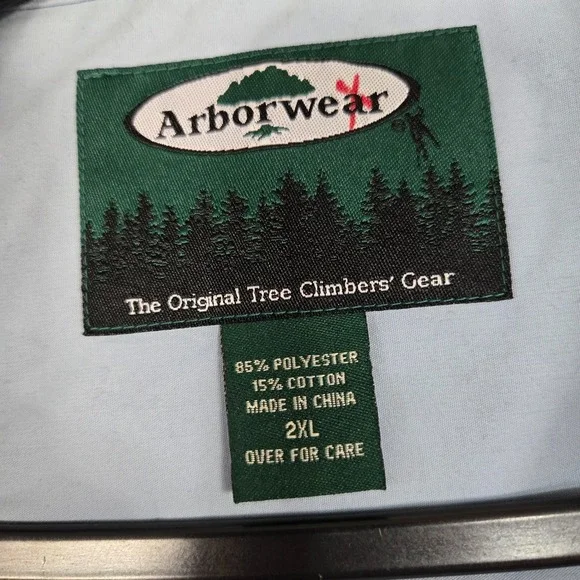 Arborwear
The Original Tree Climbers' Gear
85% POLYESTER
15% COTTON
MADE IN CHINA
2XL
OVER FOR CARE